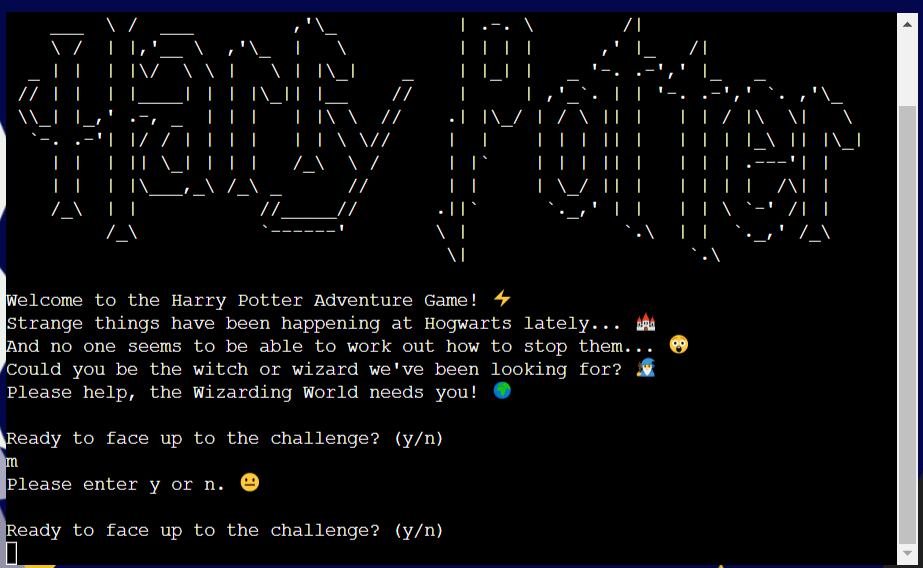 Harry Potter
Welcome to the Harry Potter Adventure Game! ⚡
Strange things have been happening at Hogwarts lately... 🏰
And no one seems to be able to work out how to stop them... 😲
Could you be the witch or wizard we've been looking for? 🧙
Please help, the Wizarding World needs you! 🌍
Ready to face up to the challenge? (y/n)
m
Please enter y or n. 😐
Ready to face up to the challenge? (y/n)